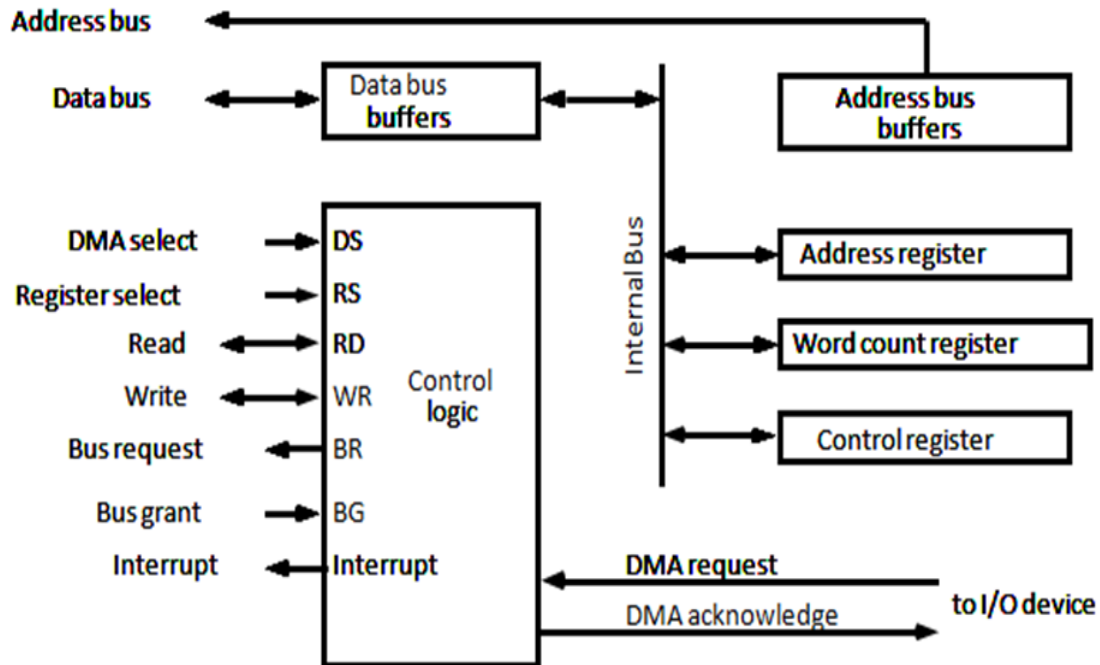 Address bus
Data bus
Data bus
buffers
Address bus
buffers
DMA select
DS
Register select
RS
Read
RD
Write
WR
Bus request
BR
Bus grant
BG
Interrupt
Interrupt
Control
logic
Internal Bus
Address register
Word count register
Control register
DMA request
DMA acknowledge
to I/O device